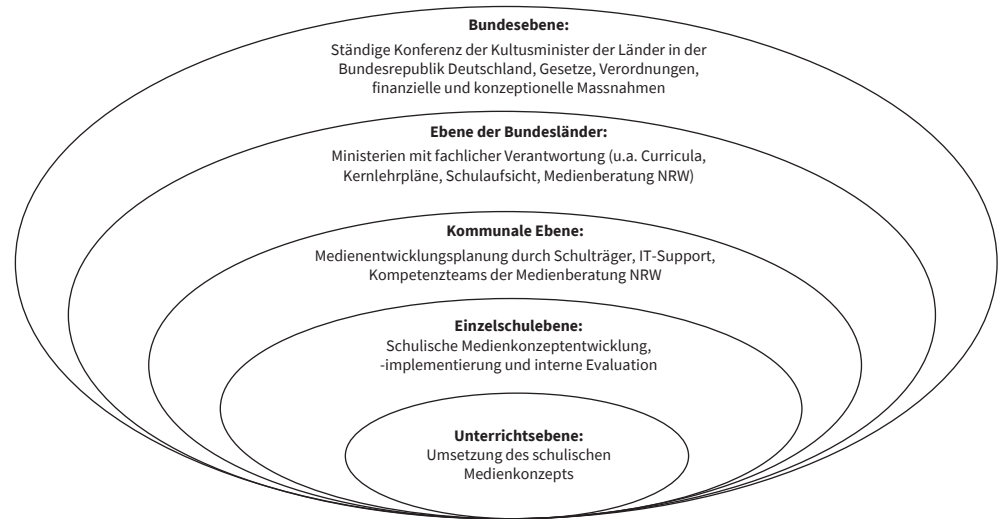 Bundesebene:
Ständige Konferenz der Kultusminister der Länder in der
Bundesrepublik Deutschland, Gesetze, Verordnungen,
finanzielle und konzeptionelle Massnahmen
Ebene der Bundesländer:
Ministerien mit fachlicher Verantwortung (u.a. Curricula,
Kernlehrpläne, Schulaufsicht, Medienberatung NRW)
Kommunale Ebene:
Medienentwicklungsplanung durch Schulträger, IT-Support,
Kompetenzteams der Medienberatung NRW
Einzelschulebene:
Schulische Medienkonzeptentwicklung,
-implementierung und interne Evaluation
Unterrichtsebene:
Umsetzung des schulischen
Medienkonzepts